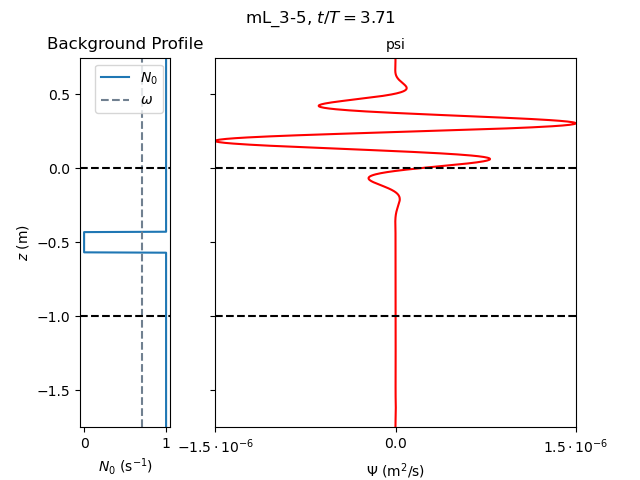 mL_3-5, t/T = 3.71
Background Profile
psi
N₀
ω
0.5
0.0
−0.5
−1.0
−1.5
z (m)
0 1
−1.5 · 10⁻⁶ 0.0 1.5 · 10⁻⁶
N₀ (s⁻¹)
Ψ (m²/s)